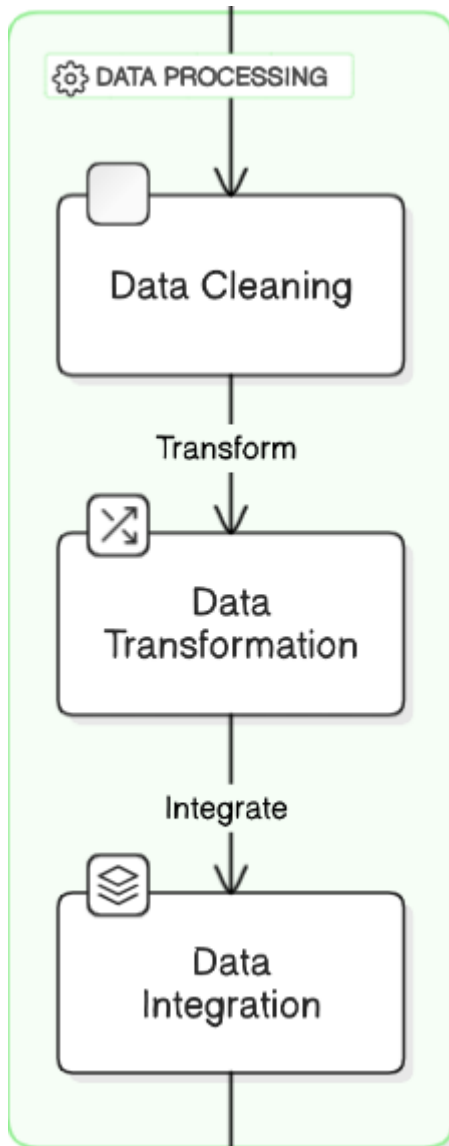 DATA PROCESSING
Data Cleaning
Transform
Data
Transformation
Integrate
Data
Integration